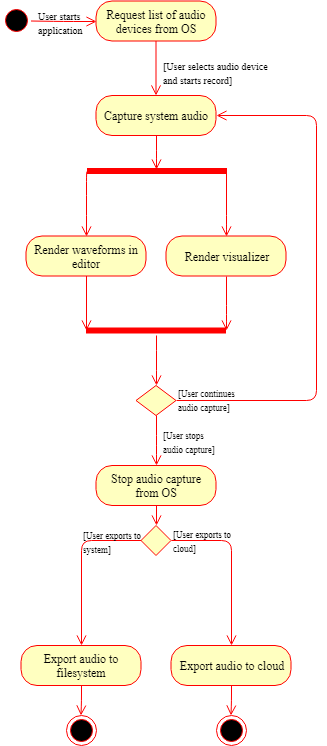 User starts
application
Request list of audio
devices from OS
[User selects audio device
and starts record]
Capture system audio
Render waveforms in
editor
Render visualizer
[User continues
audio capture]
[User stops
audio capture]
Stop audio capture
from OS
[User exports to
system]
[User exports to
cloud]
Export audio to
filesystem
Export audio to cloud